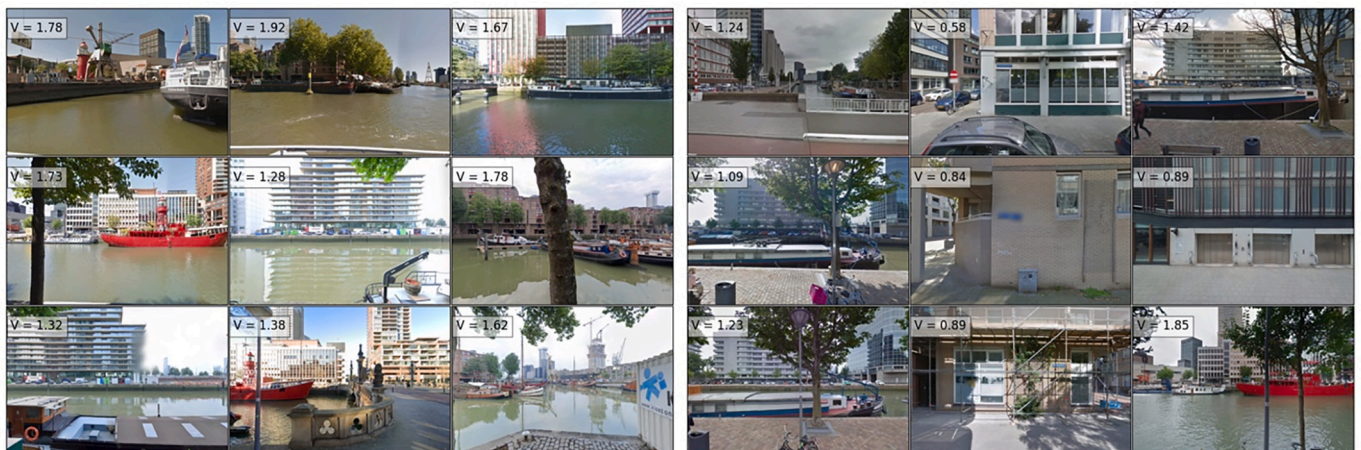 V = 1.78
V = 1.92
V = 1.67
V = 1.24
V = 0.58
V = 1.42
V = 1.73
V = 1.28
V = 1.78
V = 1.09
V = 0.84
V = 0.89
V = 1.32
V = 1.38
V = 1.62
V = 1.23
V = 0.89
V = 1.85